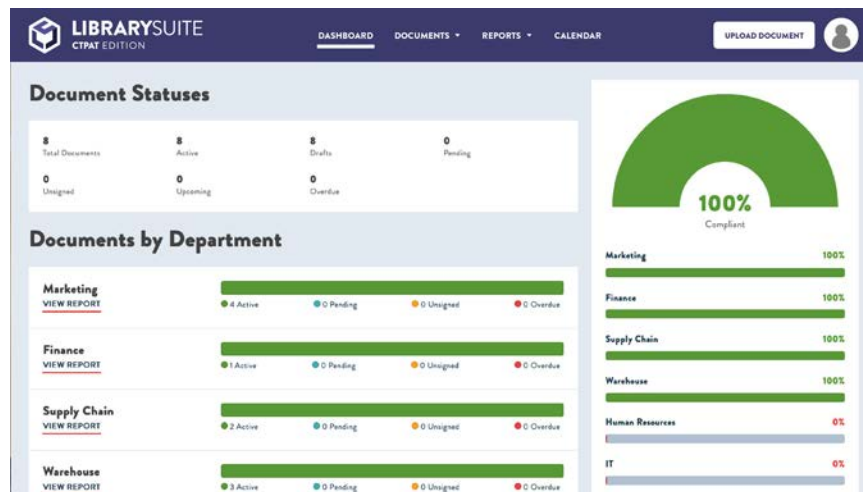 LIBRARYSUITE
CTPAT EDITION
DASHBOARD DOCUMENTS REPORTS CALENDAR
UPLOAD DOCUMENT
Document Statuses
8 8 8 0
Total Documents Active Drafts Pending
0 0 0
Unsigned Upcoming Overdue
Documents by Department
Marketing
VIEW REPORT
4 Active 0 Pending 0 Unsigned 0 Overdue
Finance
VIEW REPORT
1 Active 0 Pending 0 Unsigned 0 Overdue
Supply Chain
VIEW REPORT
2 Active 0 Pending 0 Unsigned 0 Overdue
Warehouse
VIEW REPORT
3 Active 0 Pending 0 Unsigned 0 Overdue
100%
Compliant
Marketing 100%
Finance 100%
Supply Chain 100%
Warehouse 100%
Human Resources 0%
IT 0%